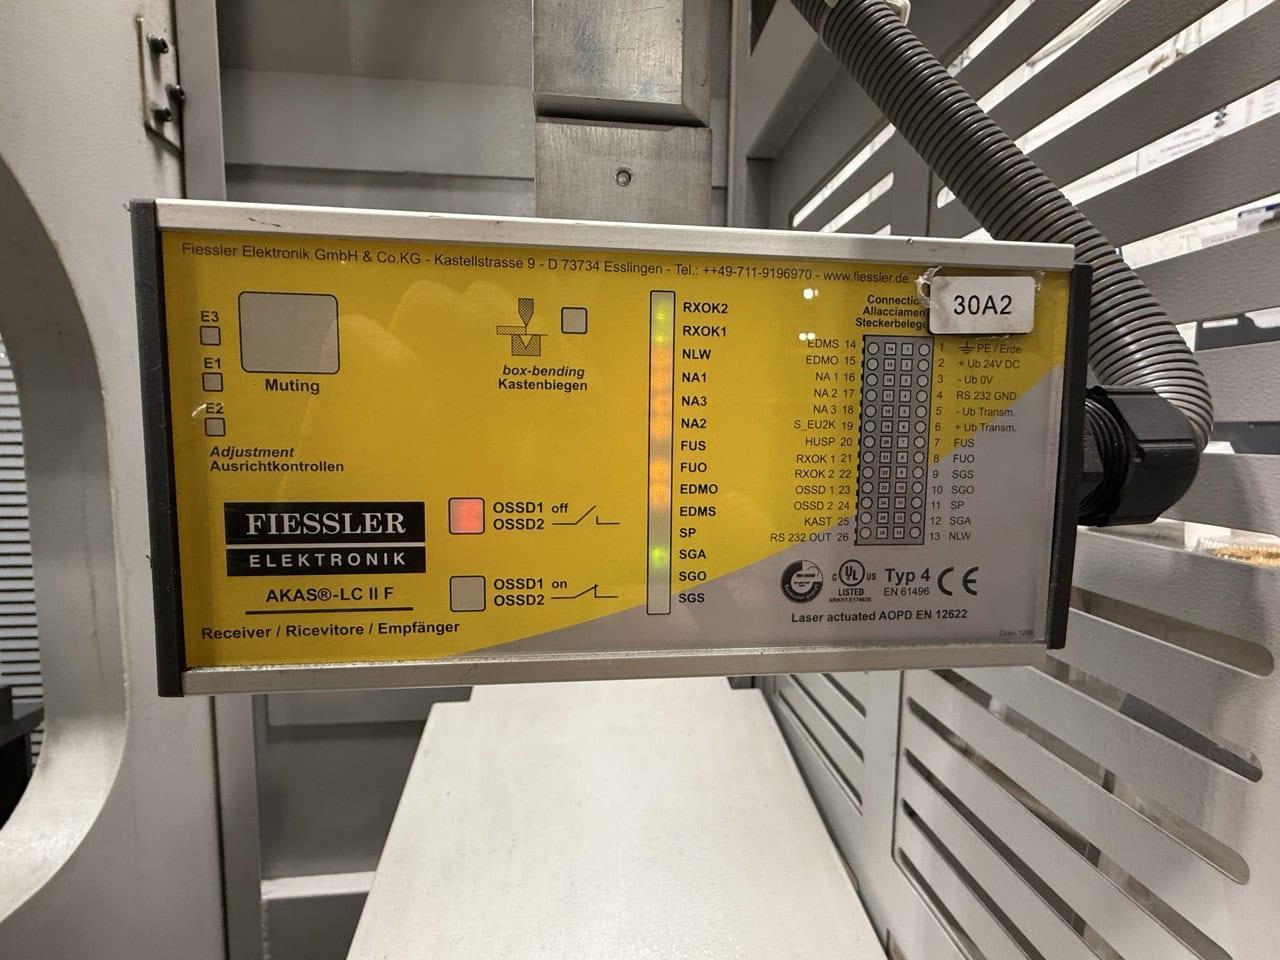 Fiessler Elektronik GmbH & Co.KG - Kastellstrasse 9 - D 73734 Esslingen - Tel.: ++49-711-9196970 - www.fiessler.de
30A2
E3
E1
E2
Muting
Adjustment
Ausrichtkontrollen
box-bending
Kastenbiegen
FIESSLER
ELEKTRONIK
AKAS®-LC II F
Receiver / Ricevitore / Empfänger
OSSD1 off
OSSD2
OSSD1 on
OSSD2
RXOK2
RXOK1
NLW
NA1
NA3
NA2
FUS
FUO
EDMO
EDMS
SP
SGA
SGO
SGS
EDMS 14
EDMO 15
NA 1 16
NA 2 17
NA 3 18
S_EU2K 19
HUSP 20
RXOK 1 21
RXOK 2 22
OSSD 1 23
OSSD 2 24
KAST 25
RS 232 OUT 26
1 PE / Erde
2 + Ub 24V DC
3 - Ub 0V
4 RS 232 GND
5 - Ub Transm.
6 + Ub Transm.
7 FUS
8 FUO
9 SGS
10 SGO
11 SP
12 SGA
13 NLW
C UL US
LISTED
Typ 4
EN 61496
CE
Laser actuated AOPD EN 12622